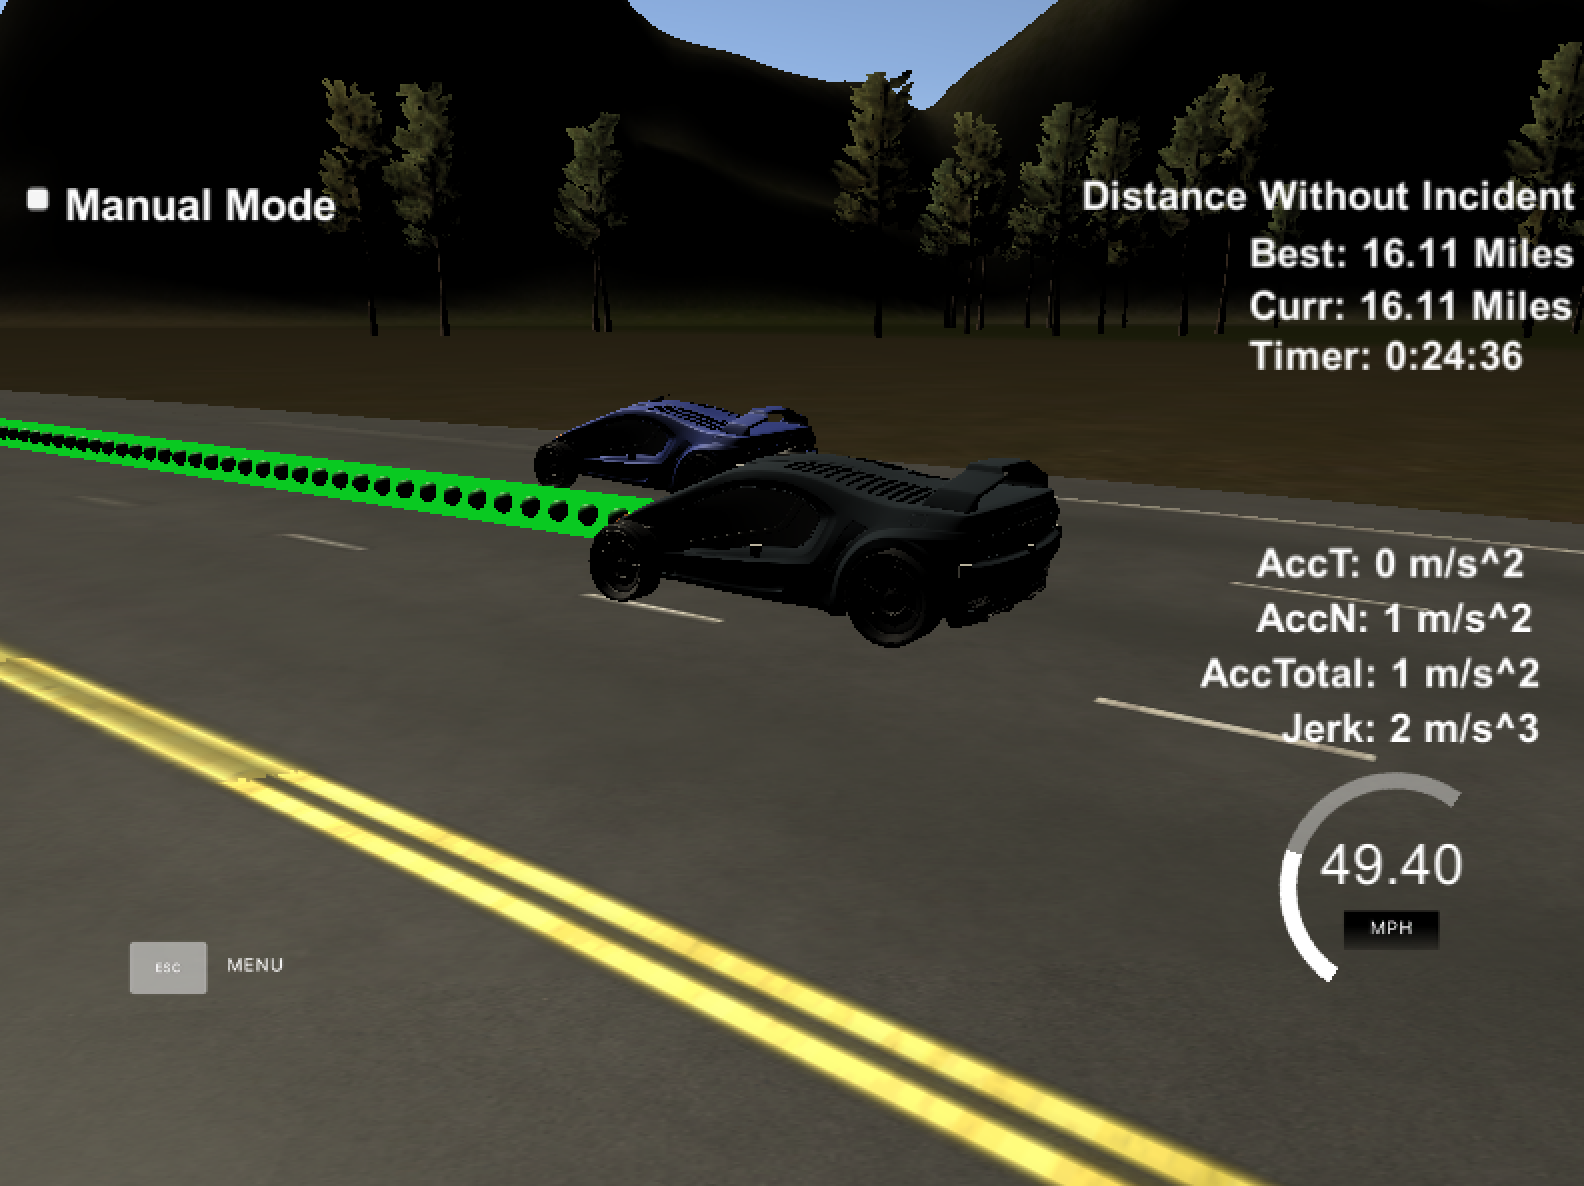 Manual Mode
Distance Without Incident
Best: 16.11 Miles
Curr: 16.11 Miles
Timer: 0:24:36
AccT: 0 m/s^2
AccN: 1 m/s^2
AccTotal: 1 m/s^2
Jerk: 2 m/s^3
49.40
MPH
ESC MENU